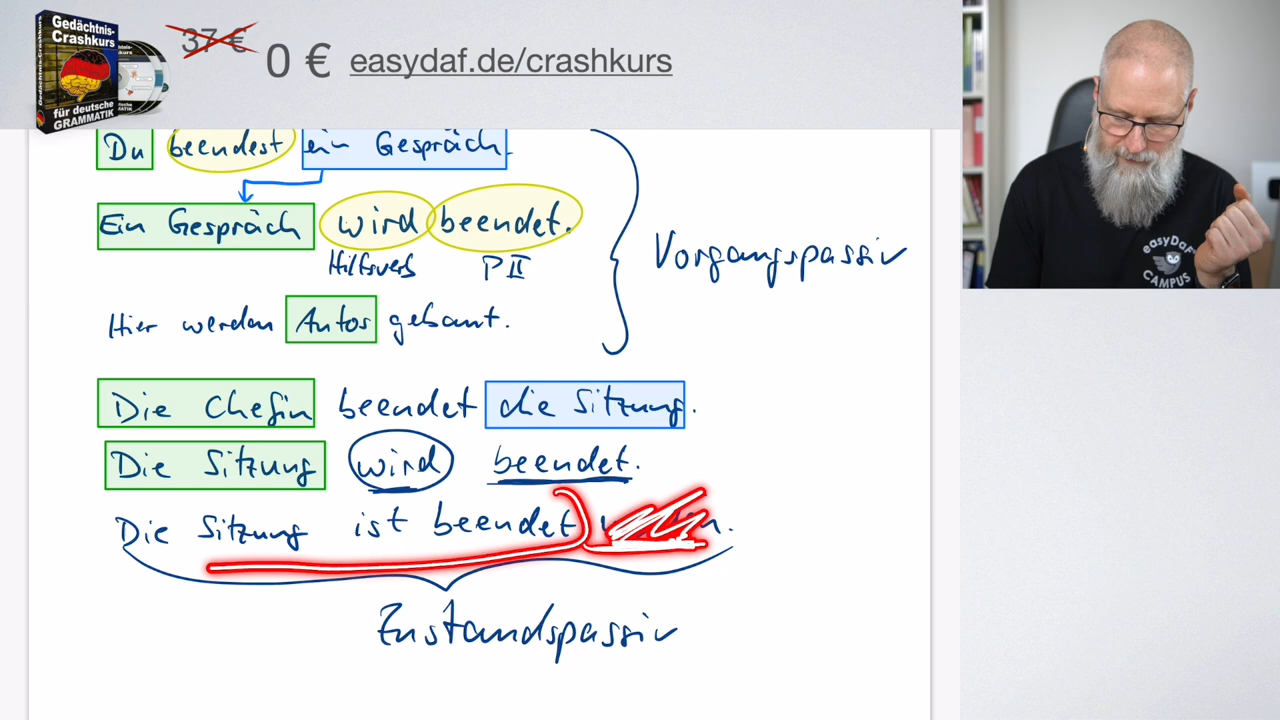 Gedächtnis-
Crashkurs
für deutsche
GRAMMATIK
37 €
0 € easydaf.de/crashkurs
Du beendest ein Gespräch.
Ein Gespräch wird beendet.
Hilfsverb PII
Vorgangspassiv
Hier werden Autos gebaut.
Die Chefin beendet die Sitzung.
Die Sitzung wird beendet.
Die Sitzung ist beendet
Zustandspassiv
easyDaF
CAMPUS